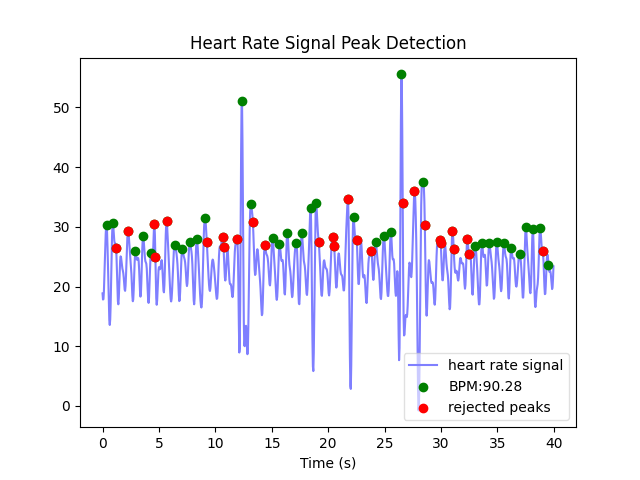 Heart Rate Signal Peak Detection
50
40
30
20
10
0
heart rate signal
BPM:90.28
rejected peaks
0 5 10 15 20 25 30 35 40
Time (s)